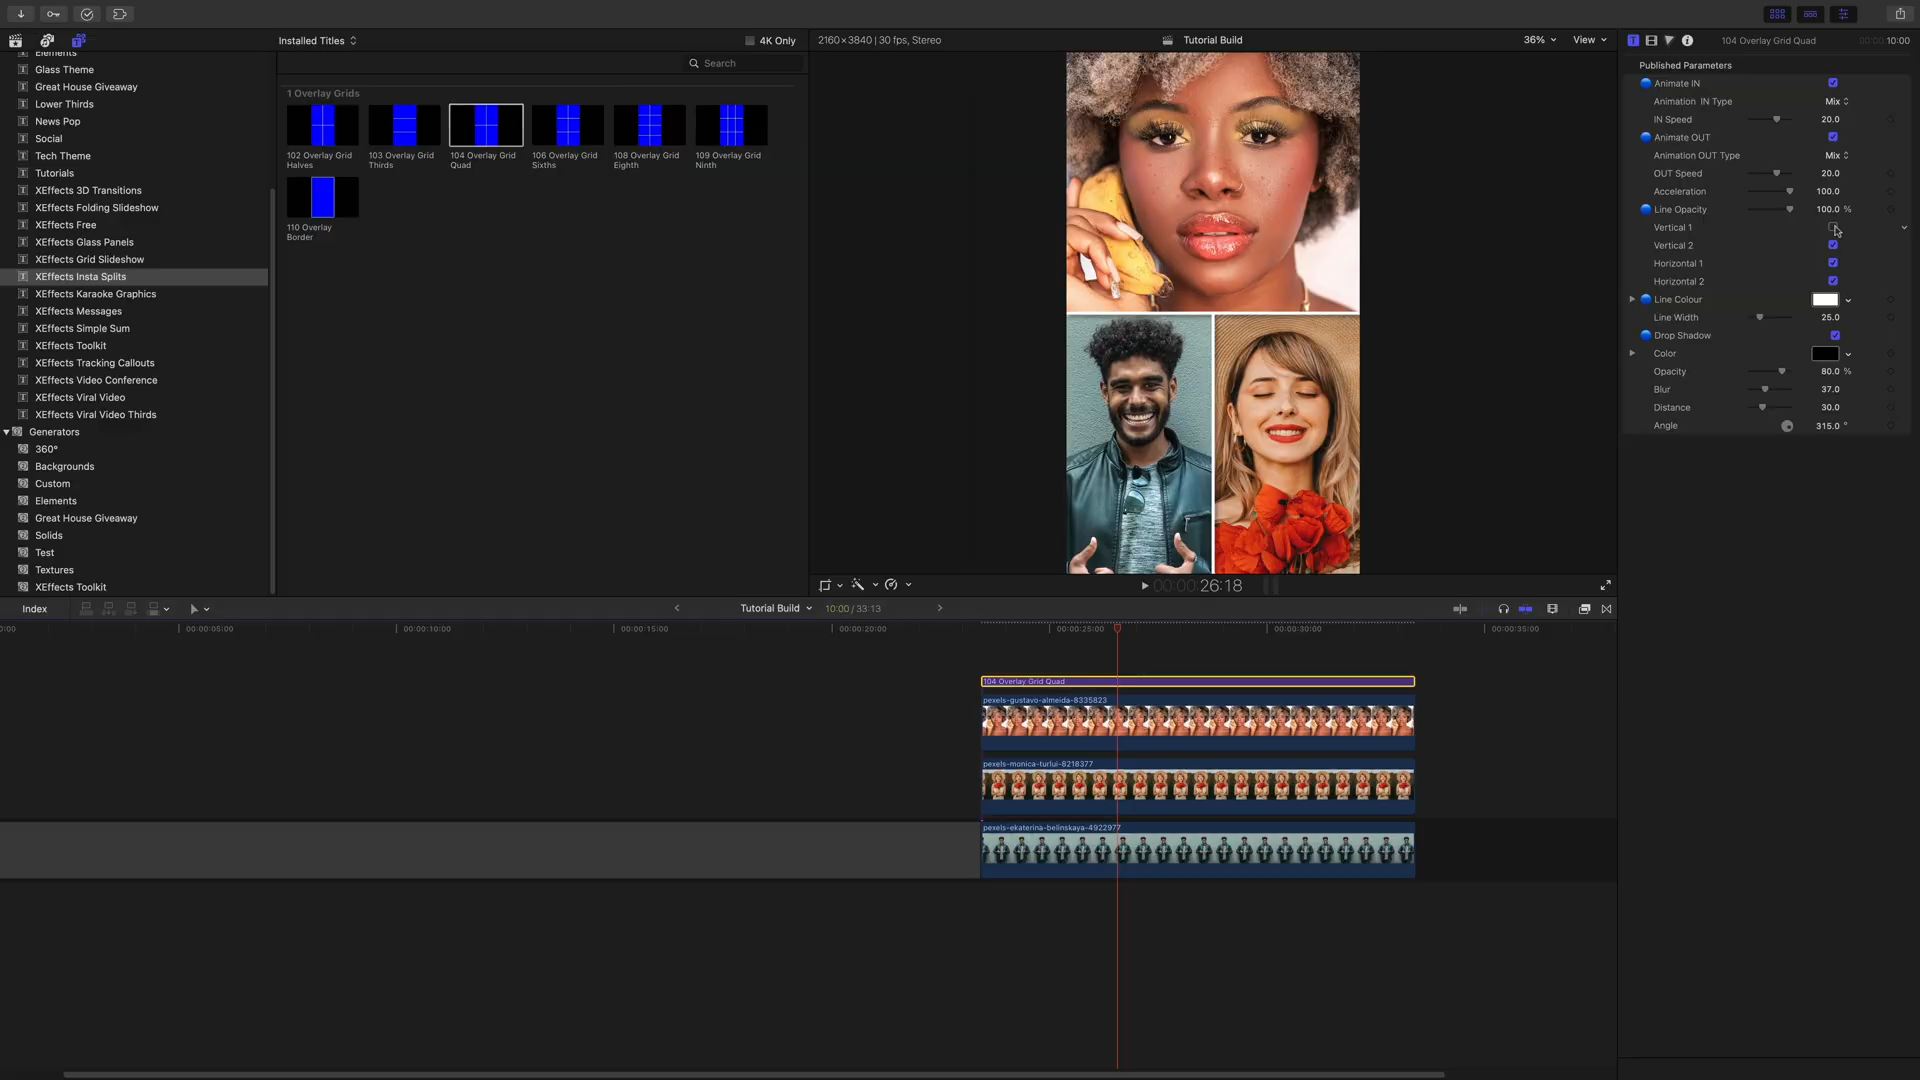 Installed Titles
4K Only
2160×3840 | 30 fps, Stereo
Tutorial Build
36%
View
104 Overlay Grid Quad
00:00:10:00
Elements
Glass Theme
Great House Giveaway
Lower Thirds
News Pop
Social
Tech Theme
Tutorials
XEffects 3D Transitions
XEffects Folding Slideshow
XEffects Free
XEffects Glass Panels
XEffects Grid Slideshow
XEffects Insta Splits
XEffects Karaoke Graphics
XEffects Messages
XEffects Simple Sum
XEffects Toolkit
XEffects Tracking Callouts
XEffects Video Conference
XEffects Viral Video
XEffects Viral Video Thirds
Generators
360°
Backgrounds
Custom
Elements
Great House Giveaway
Solids
Test
Textures
XEffects Toolkit
Search
1 Overlay Grids
102 Overlay Grid
Halves
103 Overlay Grid
Thirds
104 Overlay Grid
Quad
106 Overlay Grid
Sixths
108 Overlay Grid
Eighth
109 Overlay Grid
Ninth
110 Overlay
Border
Published Parameters
Animate IN
Animation IN Type Mix
IN Speed 20.0
Animate OUT
Animation OUT Type Mix
OUT Speed 20.0
Acceleration 100.0
Line Opacity 100.0 %
Vertical 1
Vertical 2
Horizontal 1
Horizontal 2
Line Colour
Line Width 25.0
Drop Shadow
Color
Opacity 80.0 %
Blur 37.0
Distance 30.0
Angle 315.0 °
00:00:26:18
Index
Tutorial Build
10:00 / 33:13
0:00
00:00:05:00
00:00:10:00
00:00:15:00
00:00:20:00
00:00:25:00
00:00:30:00
00:00:35:00
104 Overlay Grid Quad
pexels-gustavo-almeida-8335823
pexels-monica-turlui-8218377
pexels-ekaterina-belinskaya-4922977